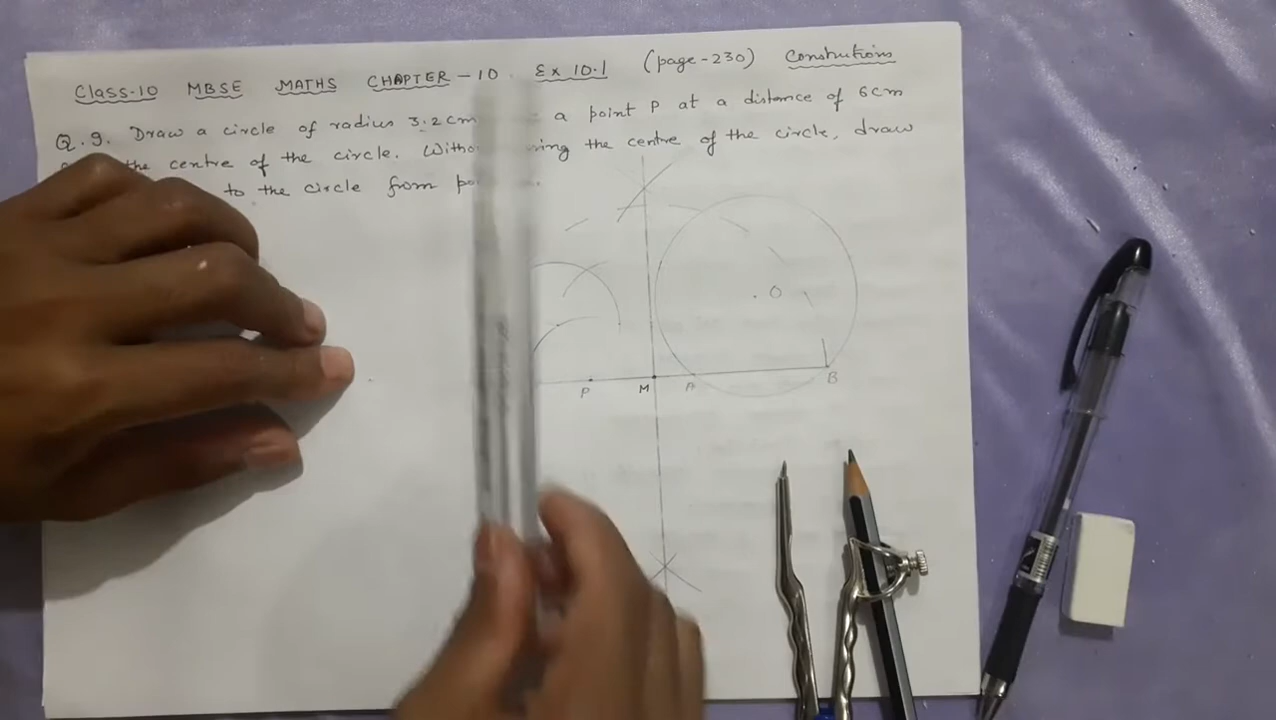 Class-10 MBSE MATHS CHAPTER-10 Ex 10.1 (page-230) Constructions
Q.9. Draw a circle of radius 3.2cm a point P at a distance of 6cm
the centre of the circle. the centre of the circle, draw
to the circle from
O
P M A B